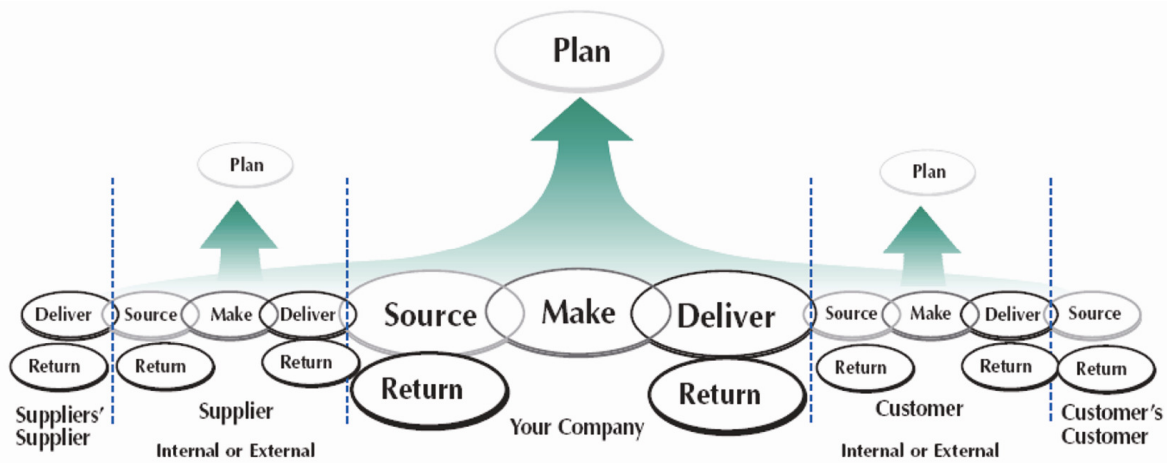 Plan
Plan
Plan
Deliver
Source
Make
Deliver
Source
Make
Deliver
Source
Make
Deliver
Source
Return
Return
Return
Return
Return
Return
Return
Return
Suppliers'
Supplier
Supplier
Internal or External
Your Company
Customer
Internal or External
Customer's
Customer